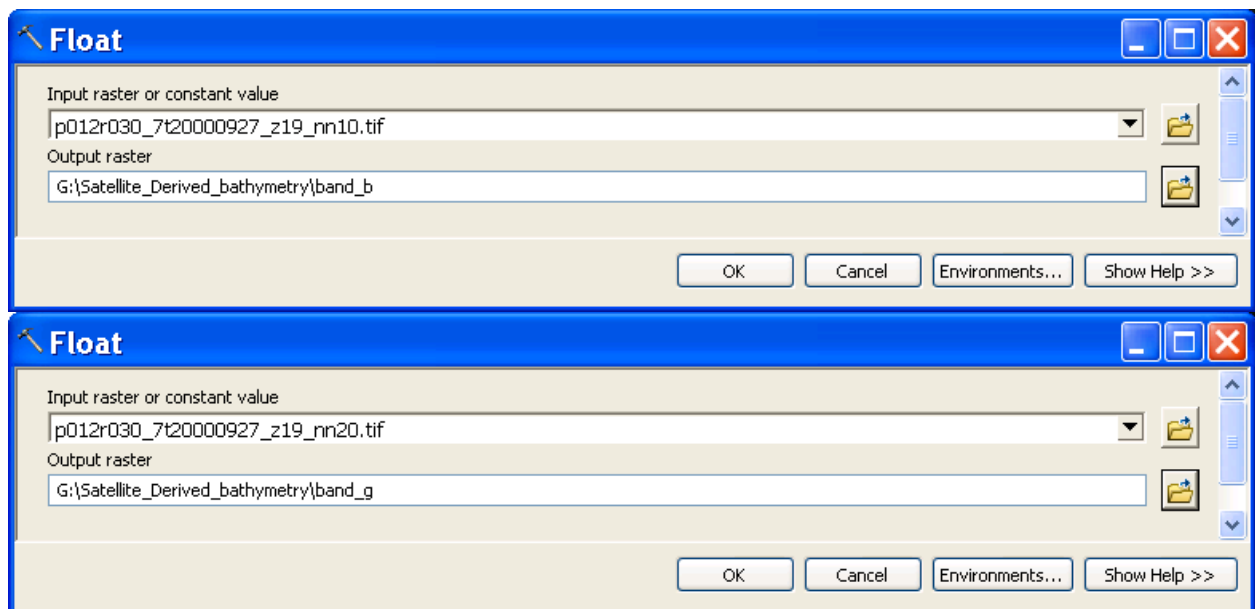 Float
Input raster or constant value
p012r030_7t20000927_z19_nn10.tif
Output raster
G:\Satellite_Derived_bathymetry\band_b
OK Cancel Environments... Show Help >>
Float
Input raster or constant value
p012r030_7t20000927_z19_nn20.tif
Output raster
G:\Satellite_Derived_bathymetry\band_g
OK Cancel Environments... Show Help >>